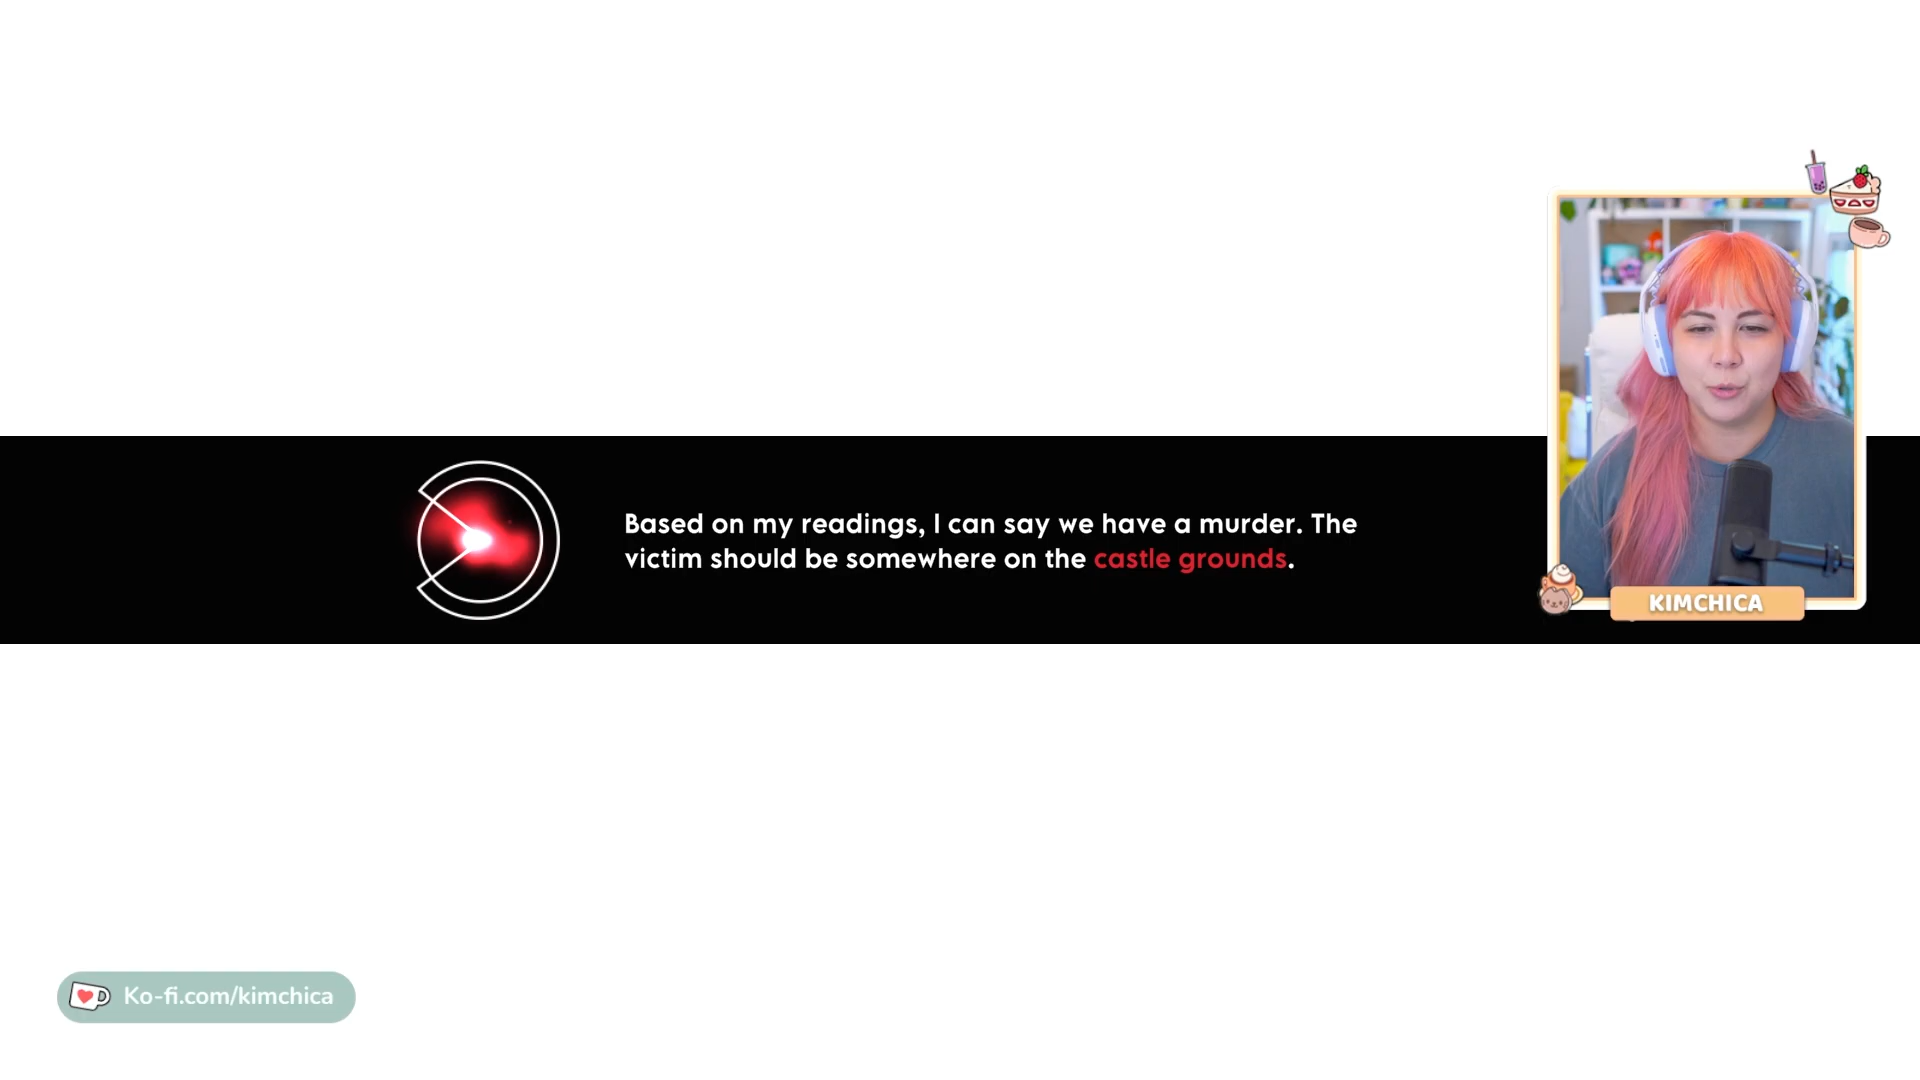 Based on my readings, I can say we have a murder. The
victim should be somewhere on the castle grounds.
KIMCHICA
Ko-fi.com/kimchica